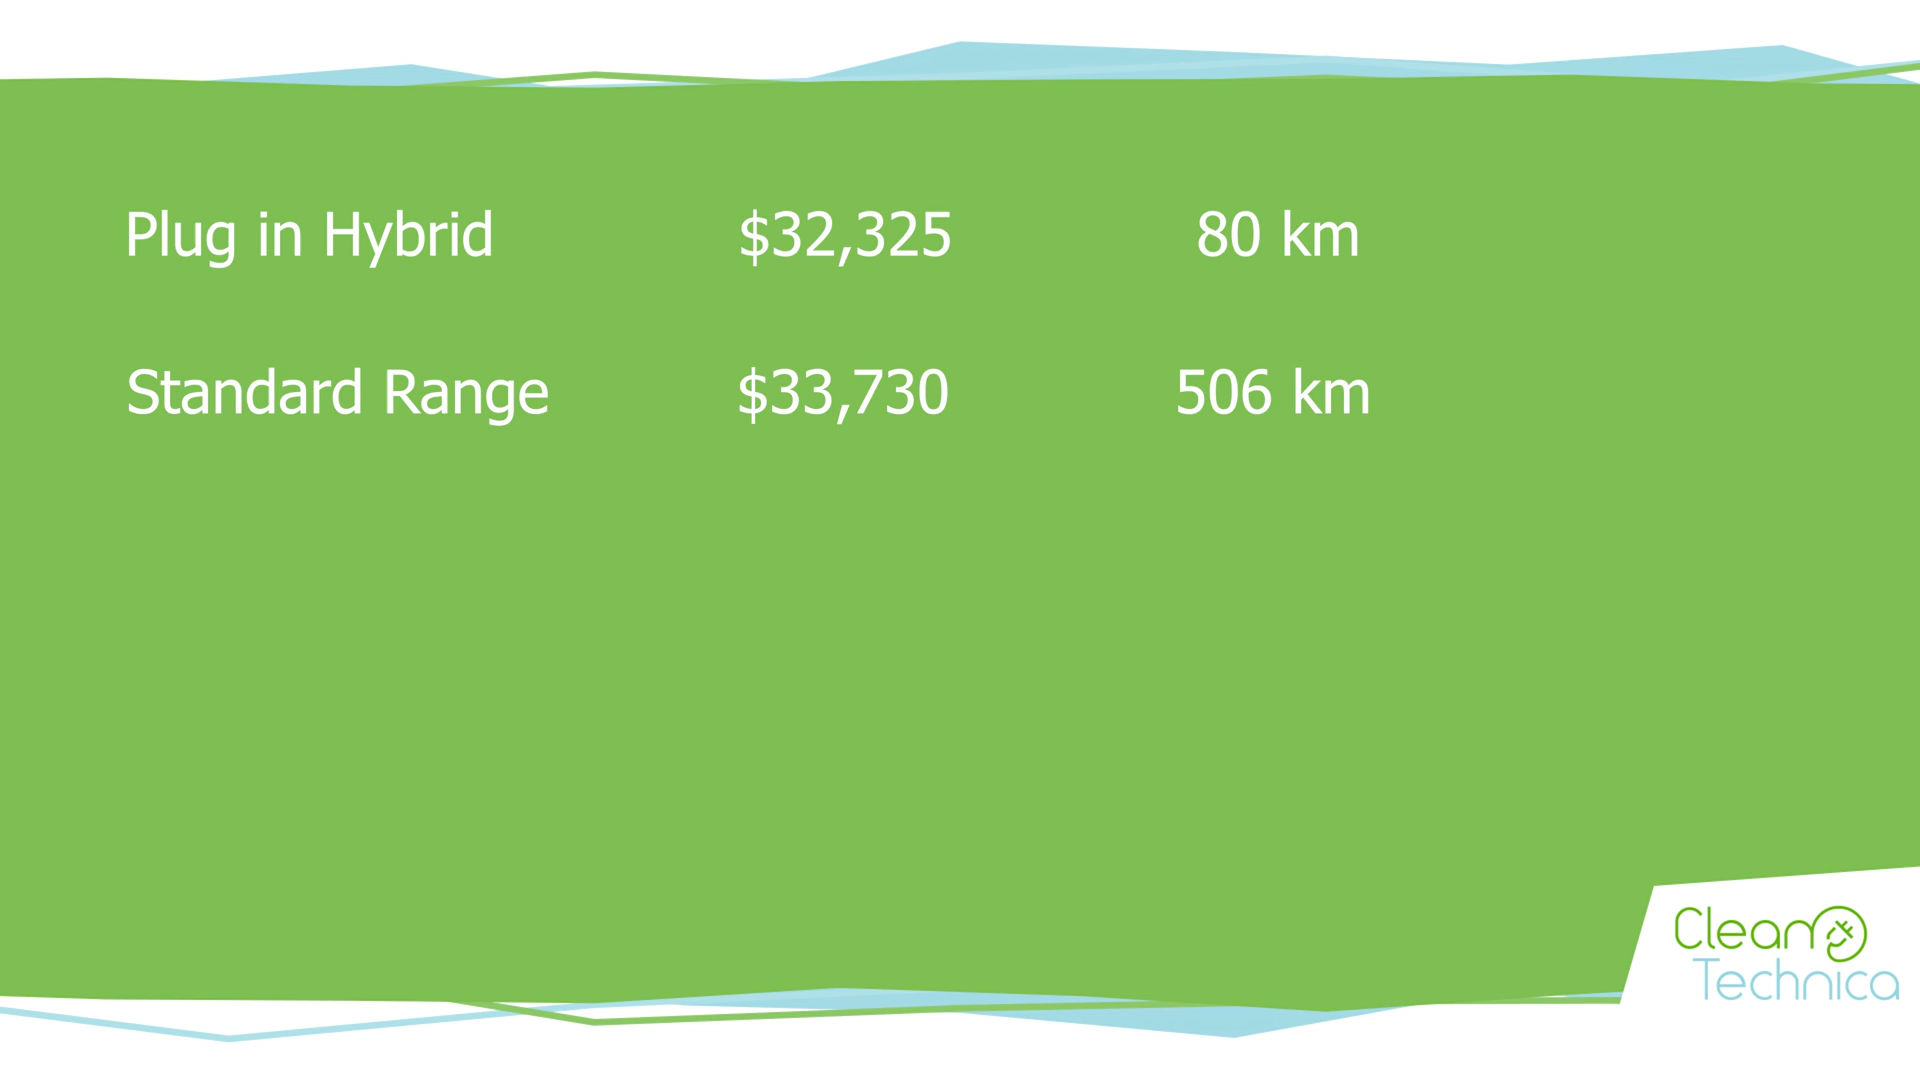 Plug in Hybrid $32,325 80 km
Standard Range $33,730 506 km
Clean
Technica